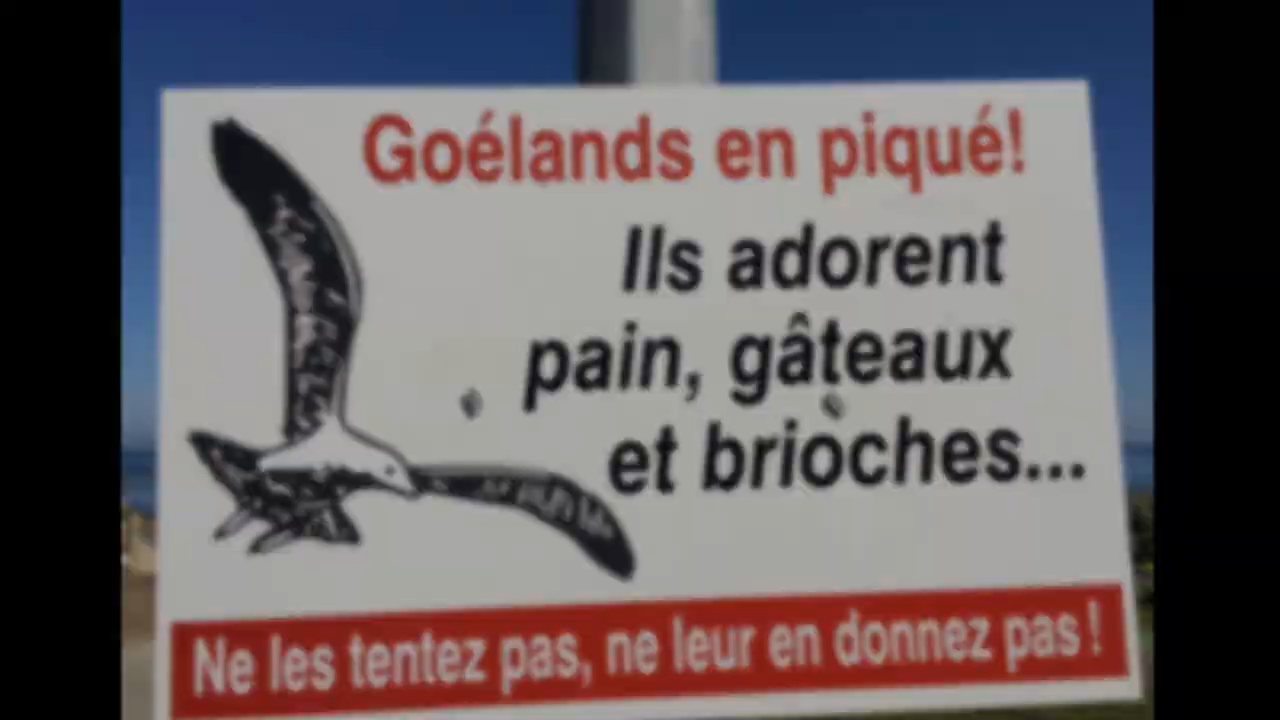 Goélands en piqué!
Ils adorent
pain, gâteaux
et brioches...
Ne les tentez pas, ne leur en donnez pas!